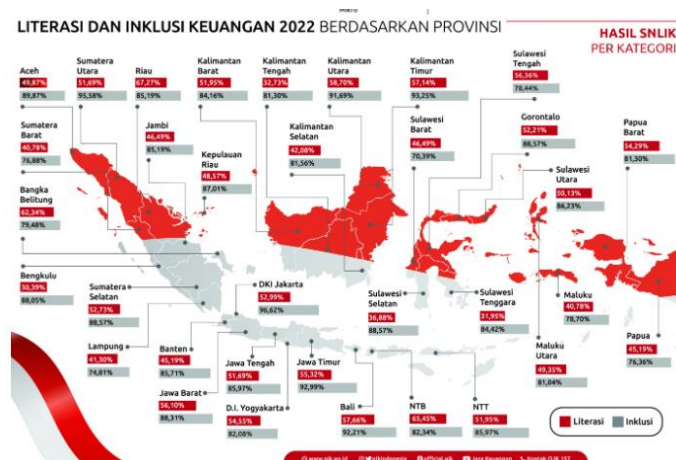 LITERASI DAN INKLUSI KEUANGAN 2022 BERDASARKAN PROVINSI
HASIL SNLIK
PER KATEGORI
Aceh
49,87%
89,87%
Sumatera
Utara
51,69%
95,58%
Riau
67,27%
85,19%
Kalimantan
Barat
51,95%
84,16%
Kalimantan
Tengah
32,73%
81,30%
Kalimantan
Utara
58,70%
91,69%
Kalimantan
Timur
57,14%
93,25%
Sulawesi
Tengah
56,36%
78,44%
Sumatera
Barat
40,78%
76,88%
Jambi
46,49%
85,19%
Kepulauan
Riau
48,57%
87,01%
Kalimantan
Selatan
42,08%
81,56%
Sulawesi
Barat
46,49%
70,39%
Gorontalo
52,21%
88,57%
Papua
Barat
34,29%
81,30%
Sulawesi
Utara
50,13%
86,23%
Bangka
Belitung
62,34%
79,48%
Bengkulu
30,39%
88,05%
Sumatera
Selatan
52,73%
88,57%
DKI Jakarta
52,99%
96,62%
Sulawesi
Selatan
36,88%
88,57%
Sulawesi
Tenggara
31,95%
84,42%
Maluku
40,78%
78,70%
Papua
45,19%
76,36%
Lampung
41,30%
74,81%
Banten
45,19%
85,71%
Jawa Tengah
51,69%
85,97%
Jawa Timur
55,32%
92,99%
Maluku
Utara
49,35%
81,04%
Jawa Barat
56,10%
88,31%
D.I. Yogyakarta
54,55%
82,08%
Bali
57,66%
92,21%
NTB
65,45%
82,34%
NTT
51,95%
85,97%
Literasi
Inklusi